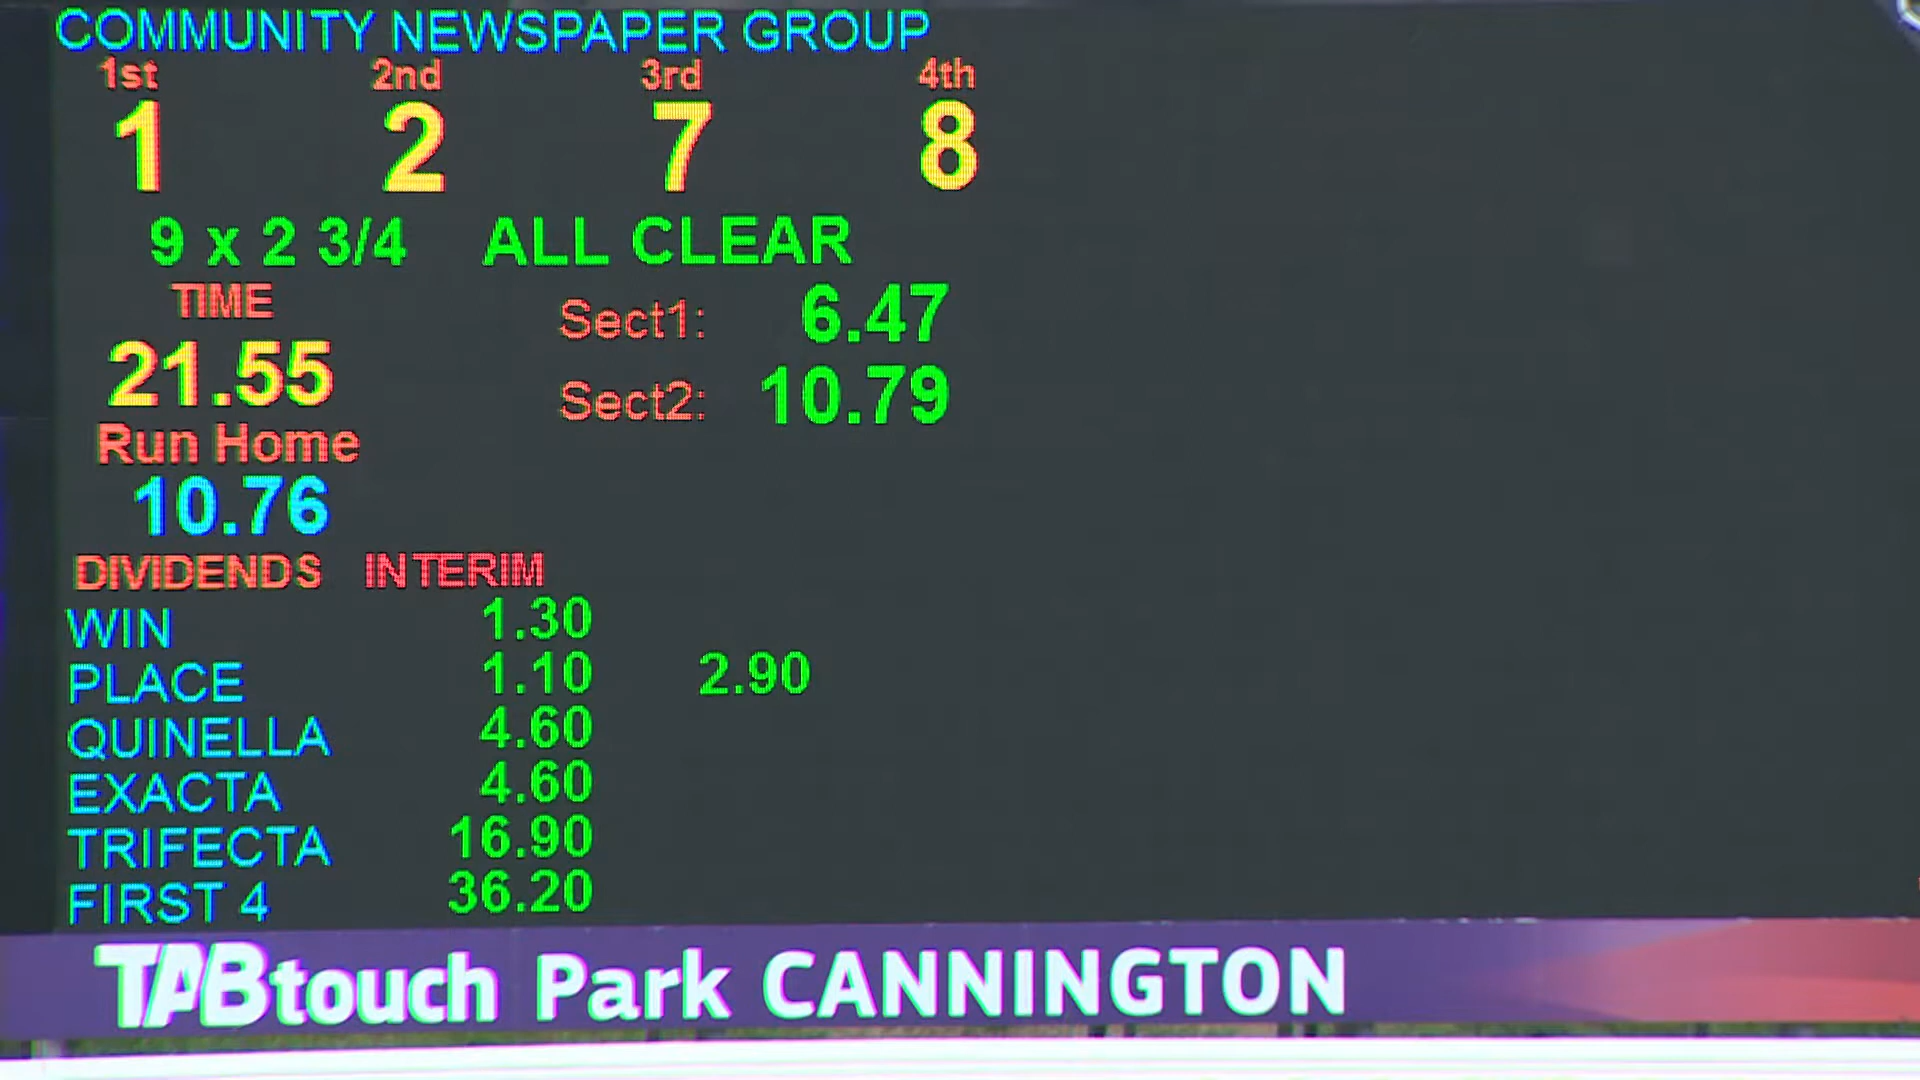 COMMUNITY NEWSPAPER GROUP
1st 2nd 3rd 4th
1 2 7 8
9 x 2 3/4 ALL CLEAR
TIME Sect1: 6.47
21.55 Sect2: 10.79
Run Home
10.76
DIVIDENDS INTERIM
WIN 1.30
PLACE 1.10 2.90
QUINELLA 4.60
EXACTA 4.60
TRIFECTA 16.90
FIRST 4 36.20
TABtouch Park CANNINGTON